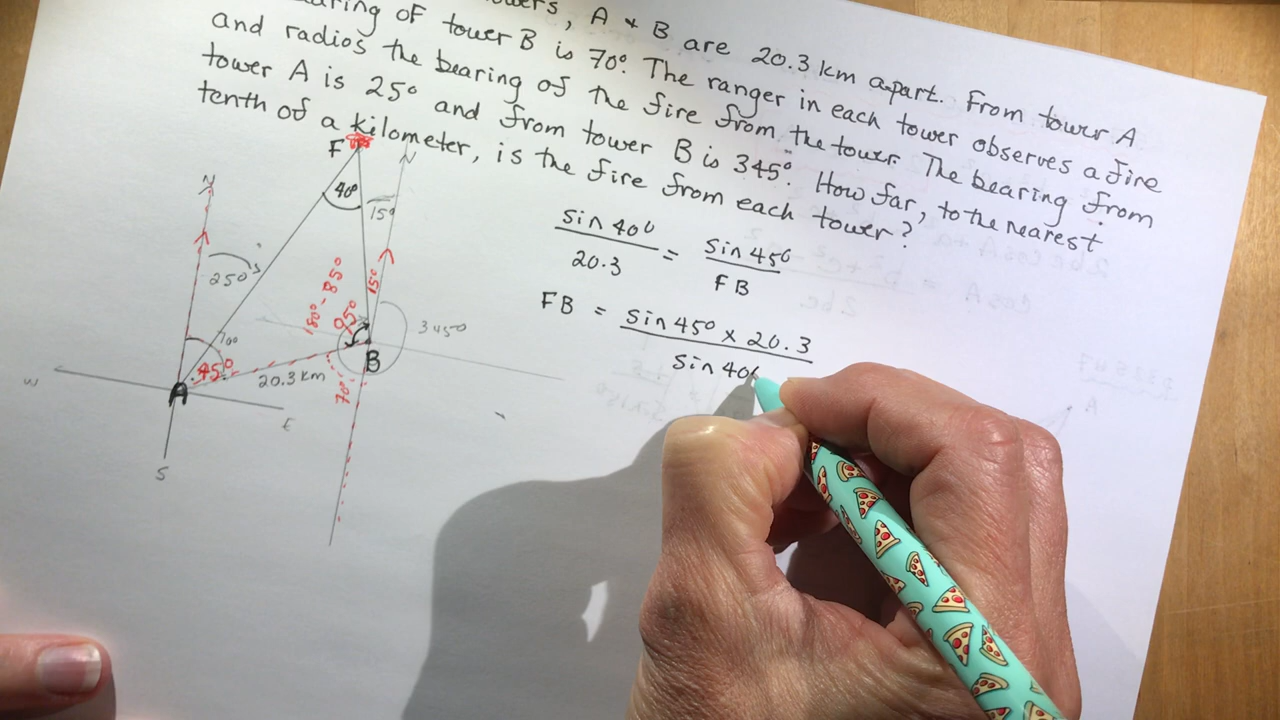 towers, A & B are 20.3 km apart. From tower A
bearing of tower B is 70°. The ranger in each tower observes a fire
and radios the bearing of the fire from the tower. The bearing from
tower A is 25° and from tower B is 345°. How far, to the nearest
tenth of a kilometer, is the fire from each tower?
F
N
N
40°
15°
25°
15°
180° - 85°
95°
345°
70°
45°
B
A
20.3 km
70°
W
E
S
sin 40° / 20.3 = sin 45° / FB
FB = sin 45° x 20.3 / sin 40°